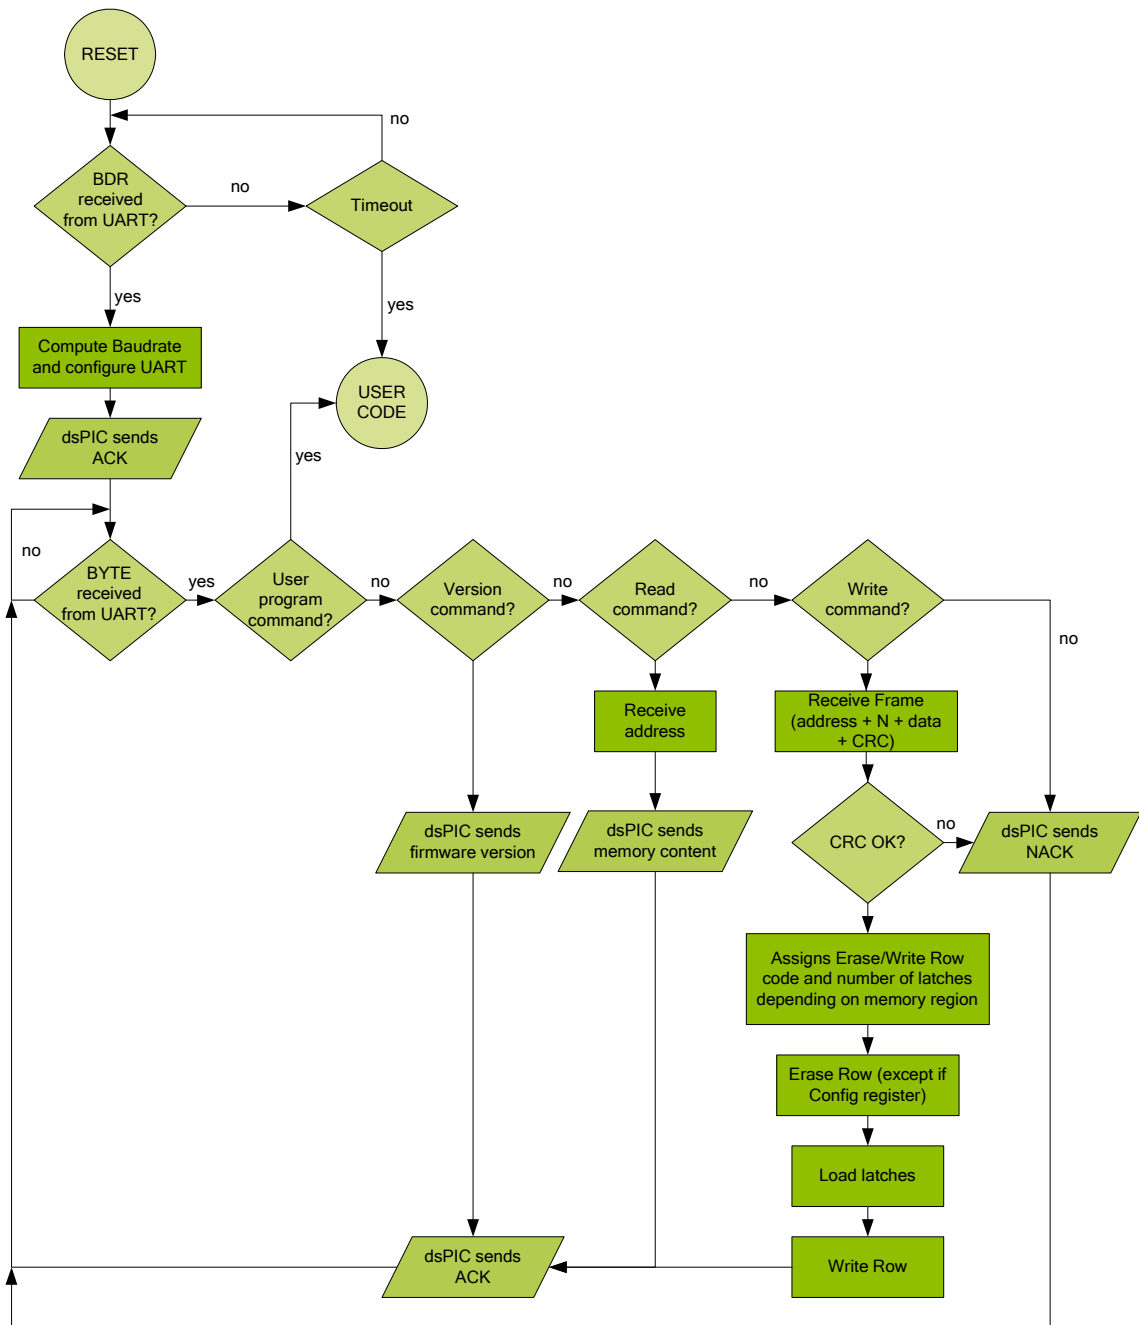 RESET
no
BDR
received
from UART?
no
Timeout
yes
yes
Compute Baudrate
and configure UART
USER
CODE
dsPIC sends
ACK
yes
no
BYTE
received
from UART?
yes
User
program
command?
no
Version
command?
no
Read
command?
no
Write
command?
no
Receive
address
Receive Frame
(address + N + data
+ CRC)
dsPIC sends
firmware version
dsPIC sends
memory content
CRC OK?
no
dsPIC sends
NACK
Assigns Erase/Write Row
code and number of latches
depending on memory region
Erase Row (except if
Config register)
Load latches
dsPIC sends
ACK
Write Row